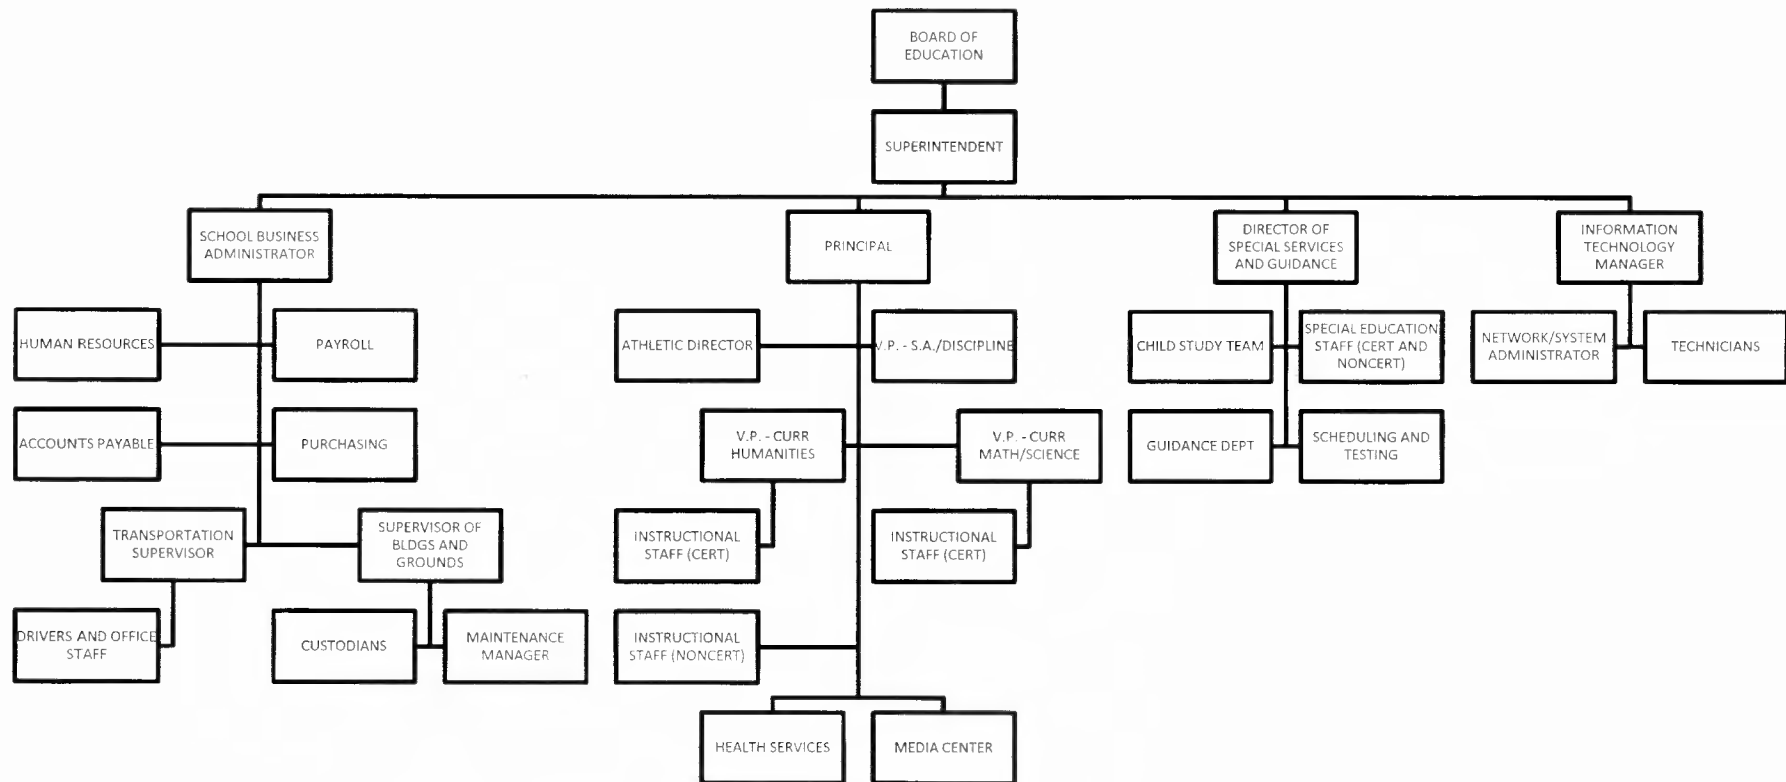 BOARD OF
EDUCATION
SUPERINTENDENT
SCHOOL BUSINESS
ADMINISTRATOR
PRINCIPAL
DIRECTOR OF
SPECIAL SERVICES
AND GUIDANCE
INFORMATION
TECHNOLOGY
MANAGER
HUMAN RESOURCES
PAYROLL
ATHLETIC DIRECTOR
V.P. - S.A./DISCIPLINE
CHILD STUDY TEAM
SPECIAL EDUCATION
STAFF (CERT AND
NONCERT)
NETWORK/SYSTEM
ADMINISTRATOR
TECHNICIANS
ACCOUNTS PAYABLE
PURCHASING
V.P. - CURR
HUMANITIES
V.P. - CURR
MATH/SCIENCE
GUIDANCE DEPT
SCHEDULING AND
TESTING
TRANSPORTATION
SUPERVISOR
SUPERVISOR OF
BLDGS AND
GROUNDS
INSTRUCTIONAL
STAFF (CERT)
INSTRUCTIONAL
STAFF (CERT)
DRIVERS AND OFFICE
STAFF
CUSTODIANS
MAINTENANCE
MANAGER
INSTRUCTIONAL
STAFF (NONCERT)
HEALTH SERVICES
MEDIA CENTER